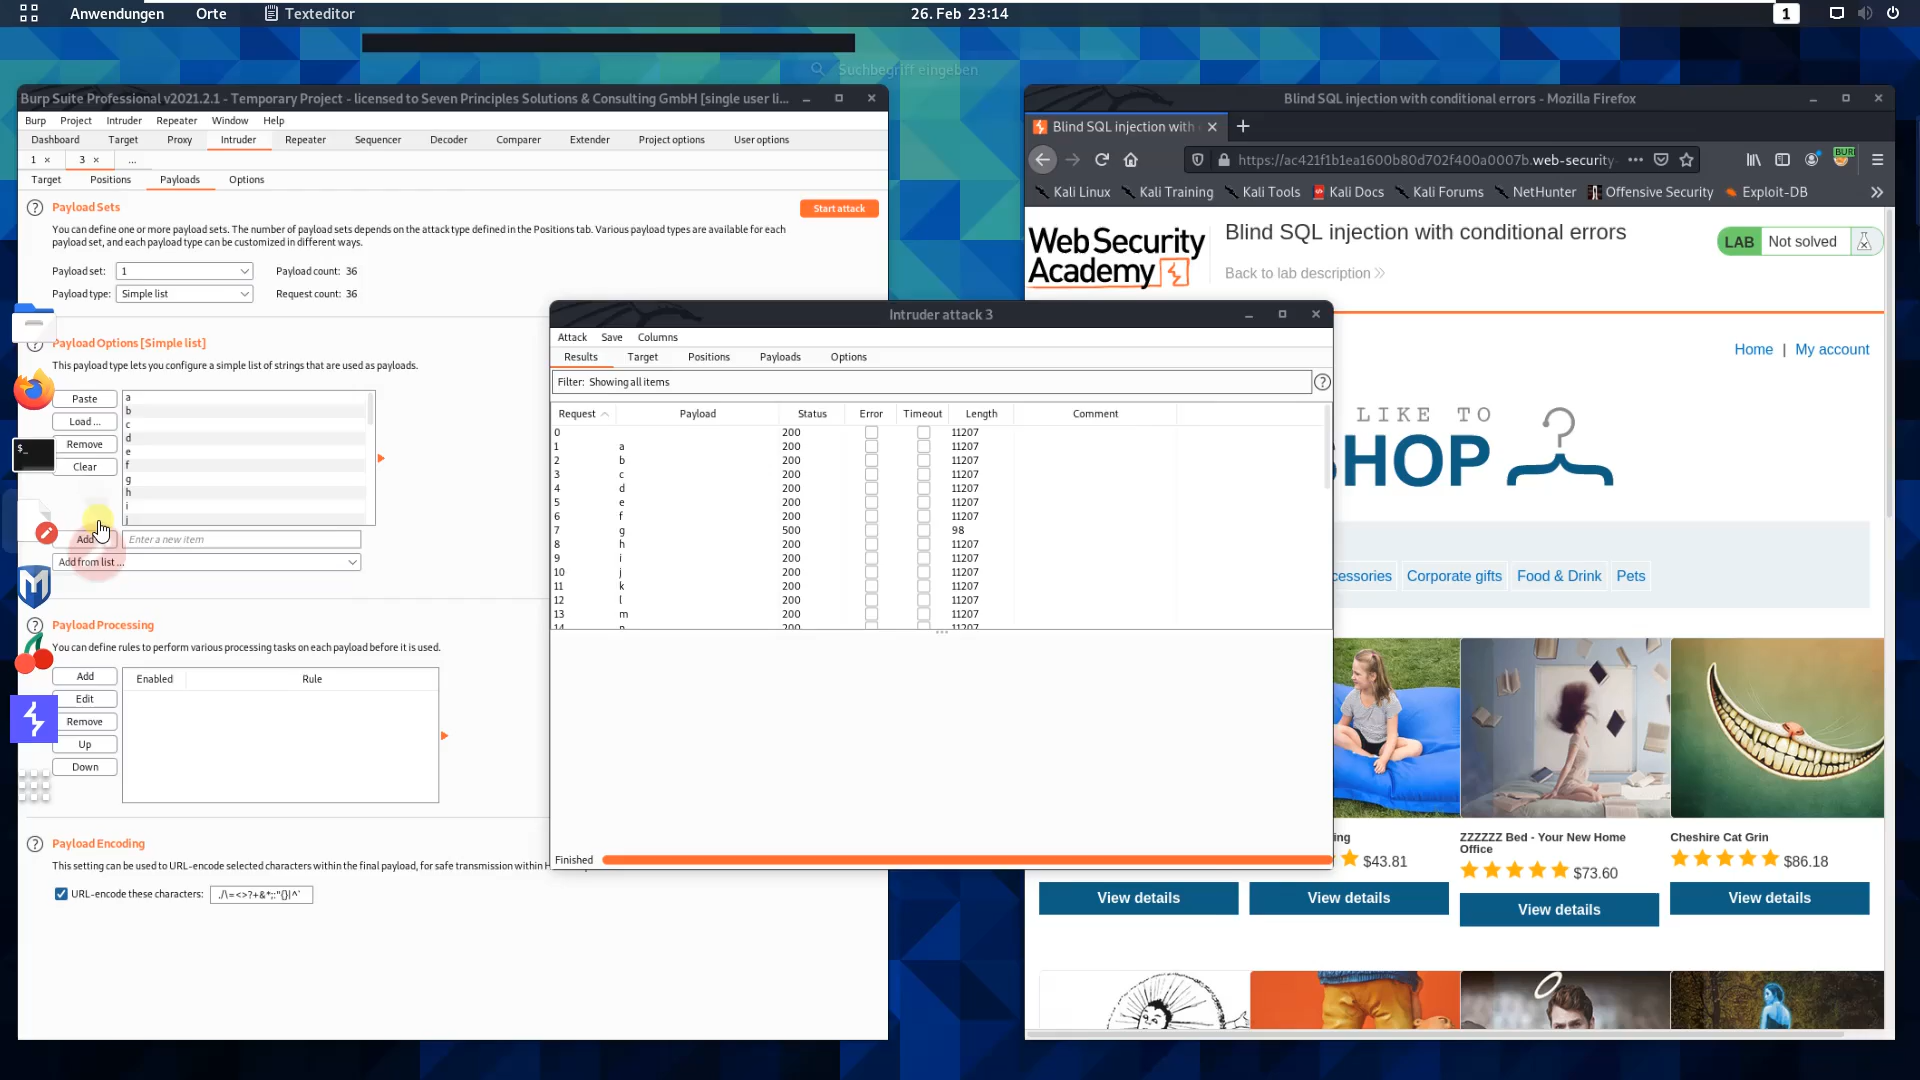 Anwendungen Orte Texteditor 26. Feb 23:14 1
Suchbegriff eingeben
Burp Suite Professional v2021.2.1 - Temporary Project - licensed to Seven Principles Solutions & Consulting GmbH [single user li...
Burp Project Intruder Repeater Window Help
Dashboard Target Proxy Intruder Repeater Sequencer Decoder Comparer Extender Project options User options
1 × 3 × ...
Target Positions Payloads Options
? Payload Sets
Start attack
You can define one or more payload sets. The number of payload sets depends on the attack type defined in the Positions tab. Various payload types are available for each
payload set, and each payload type can be customized in different ways.
Payload set: 1 Payload count: 36
Payload type: Simple list Request count: 36
? Payload Options [Simple list]
This payload type lets you configure a simple list of strings that are used as payloads.
Paste
Load ...
Remove
Clear
a
b
c
d
e
f
g
h
i
j
Add Enter a new item
Add from list ...
? Payload Processing
You can define rules to perform various processing tasks on each payload before it is used.
Add
Edit
Remove
Up
Down
Enabled Rule
? Payload Encoding
This setting can be used to URL-encode selected characters within the final payload, for safe transmission within H
URL-encode these characters: ./\=<>?+&*;:"{}|^`
Intruder attack 3
Attack Save Columns
Results Target Positions Payloads Options
Filter: Showing all items ?
Request Payload Status Error Timeout Length Comment
0 200 11207
1 a 200 11207
2 b 200 11207
3 c 200 11207
4 d 200 11207
5 e 200 11207
6 f 200 11207
7 g 500 98
8 h 200 11207
9 i 200 11207
10 j 200 11207
11 k 200 11207
12 l 200 11207
13 m 200 11207
14 n 200 11207
Finished
Blind SQL injection with conditional errors - Mozilla Firefox
Blind SQL injection with × +
https://ac421f1b1ea1600b80d702f400a0007b.web-security- BUR
Kali Linux Kali Training Kali Tools Kali Docs Kali Forums NetHunter Offensive Security Exploit-DB »
Web Security
Academy
Blind SQL injection with conditional errors
Back to lab description
LAB Not solved
Home | My account
LIKE TO
HOP
cessories Corporate gifts Food & Drink Pets
ing
$43.81
ZZZZZZ Bed - Your New Home
Office
$73.60
Cheshire Cat Grin
$86.18
View details View details View details View details